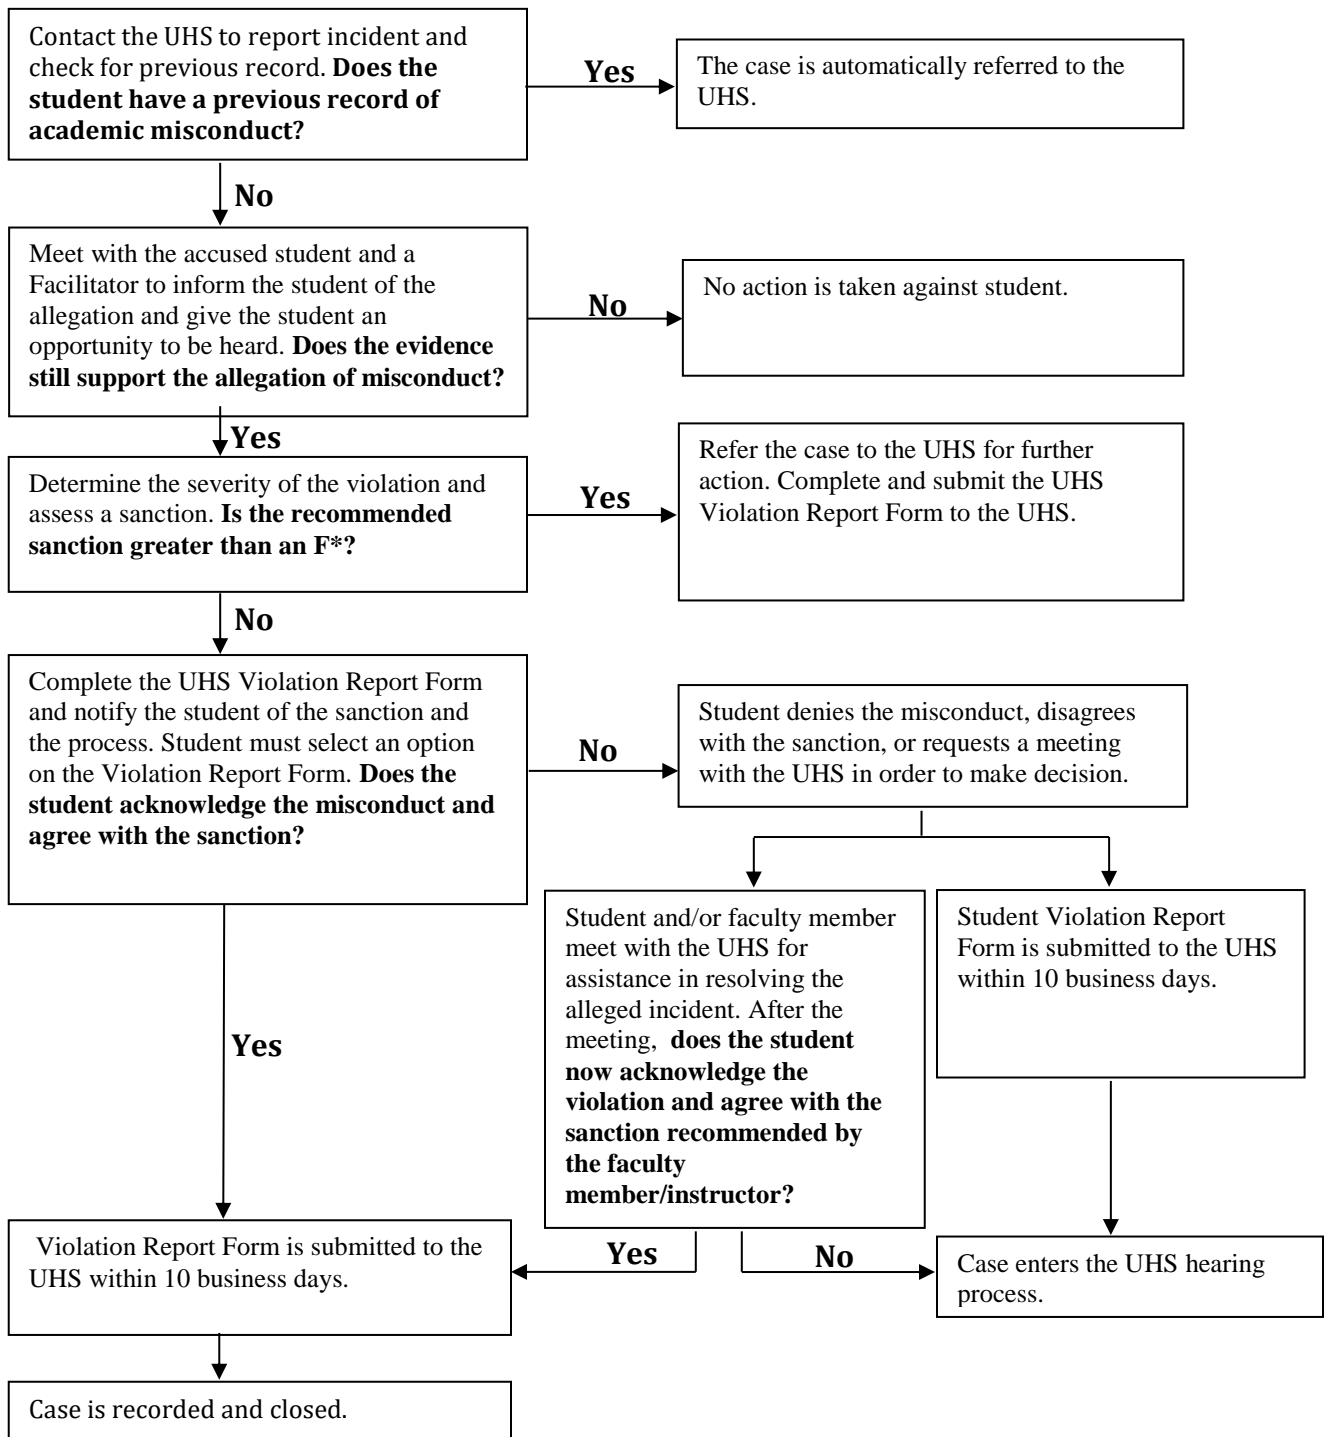 Contact the UHS to report incident and
check for previous record. Does the
student have a previous record of
academic misconduct?
Yes
The case is automatically referred to the
UHS.
No
Meet with the accused student and a
Facilitator to inform the student of the
allegation and give the student an
opportunity to be heard. Does the evidence
still support the allegation of misconduct?
No
No action is taken against student.
Yes
Determine the severity of the violation and
assess a sanction. Is the recommended
sanction greater than an F*?
Yes
Refer the case to the UHS for further
action. Complete and submit the UHS
Violation Report Form to the UHS.
No
Complete the UHS Violation Report Form
and notify the student of the sanction and
the process. Student must select an option
on the Violation Report Form. Does the
student acknowledge the misconduct and
agree with the sanction?
No
Student denies the misconduct, disagrees
with the sanction, or requests a meeting
with the UHS in order to make decision.
Student and/or faculty member
meet with the UHS for
assistance in resolving the
alleged incident. After the
meeting, does the student
now acknowledge the
violation and agree with the
sanction recommended by
the faculty
member/instructor?
Student Violation Report
Form is submitted to the UHS
within 10 business days.
Yes
Violation Report Form is submitted to the
UHS within 10 business days.
Yes
No
Case enters the UHS hearing
process.
Case is recorded and closed.